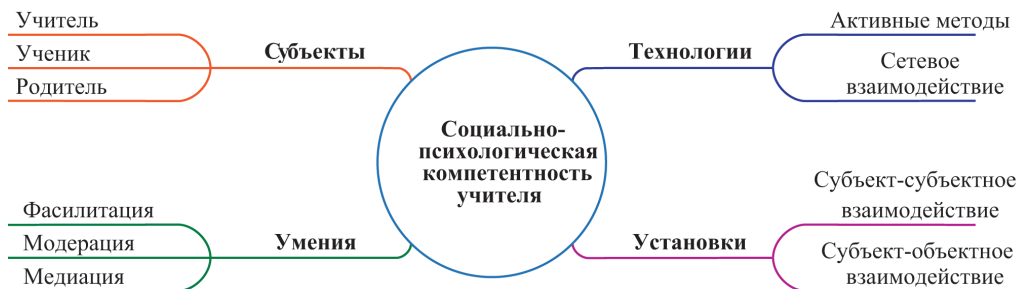 Учитель
Ученик
Родитель
Субъекты
Технологии
Активные методы
Сетевое
взаимодействие
Социально-
психологическая
компетентность
учителя
Фасилитация
Модерация
Медиация
Умения
Установки
Субъект-субъектное
взаимодействие
Субъект-объектное
взаимодействие